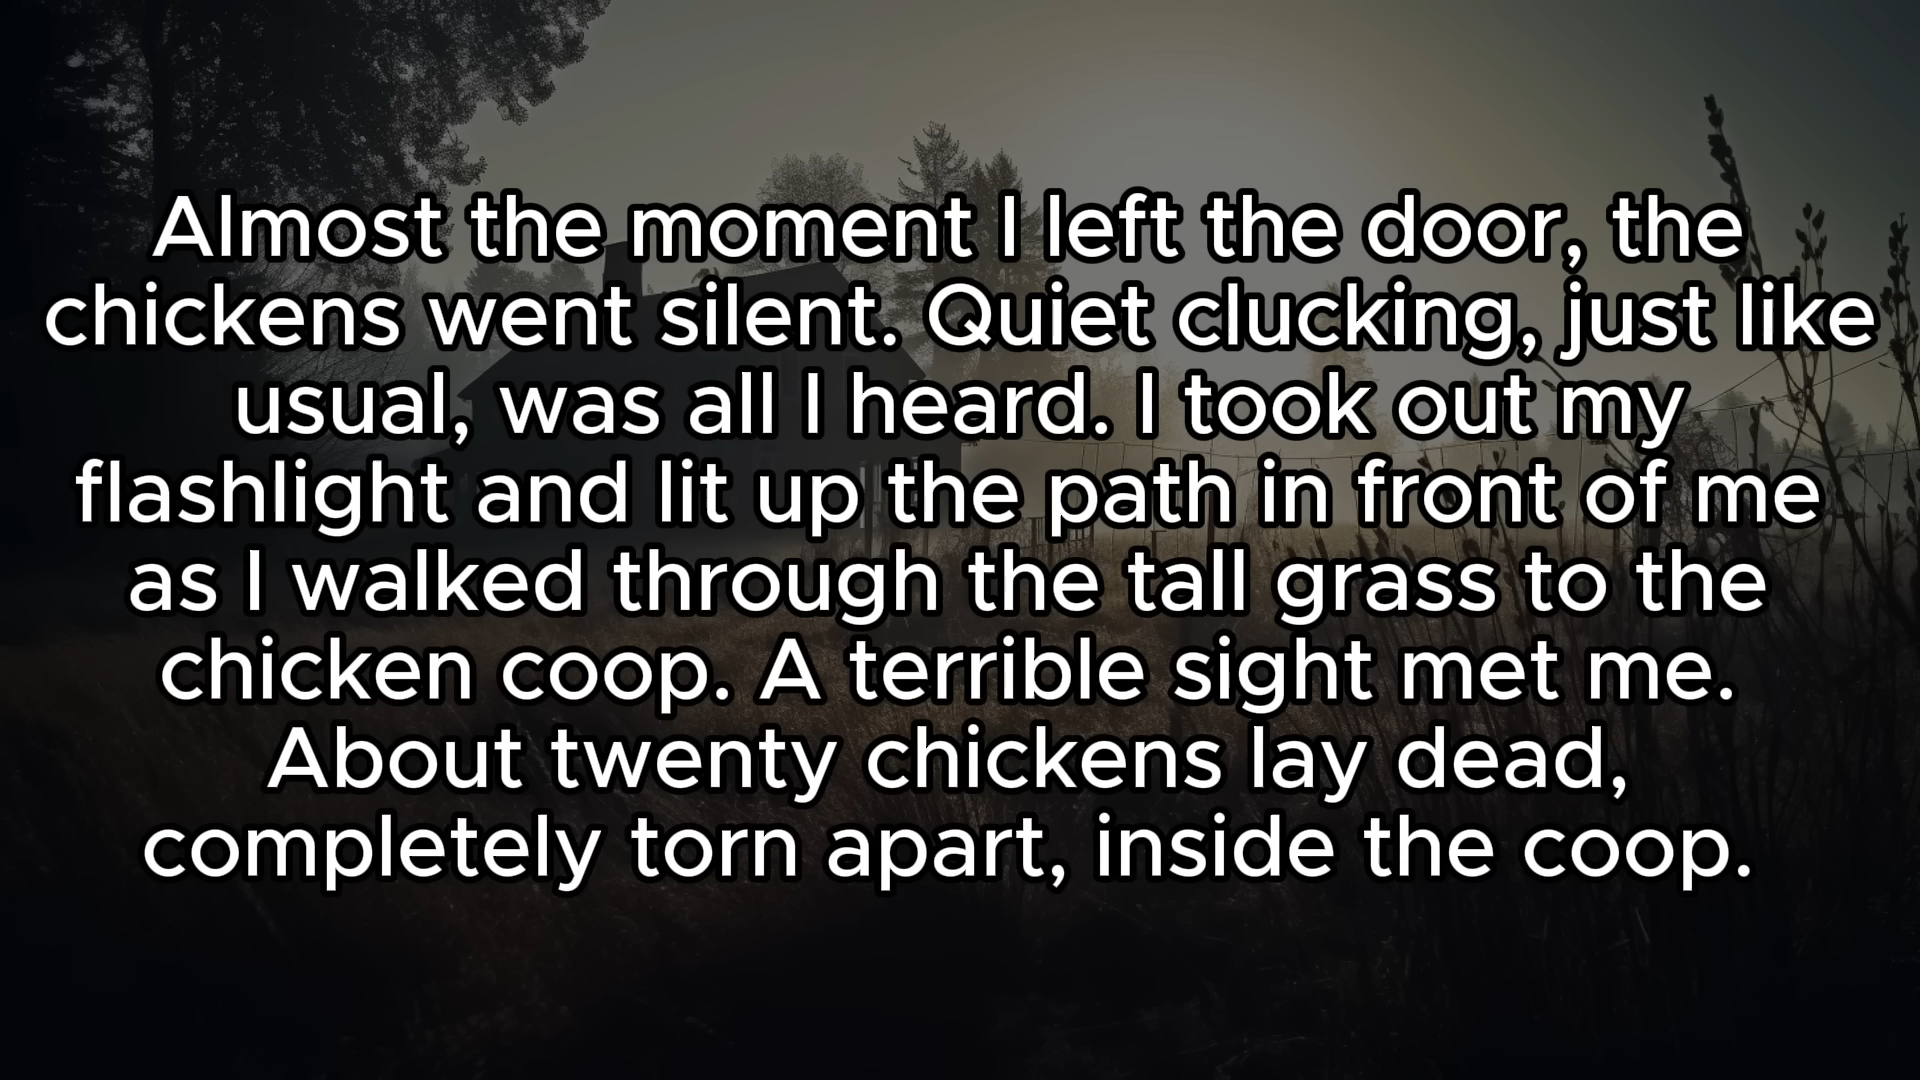 Almost the moment I left the door, the
chickens went silent. Quiet clucking, just like
usual, was all I heard. I took out my
flashlight and lit up the path in front of me
as I walked through the tall grass to the
chicken coop. A terrible sight met me.
About twenty chickens lay dead,
completely torn apart, inside the coop.